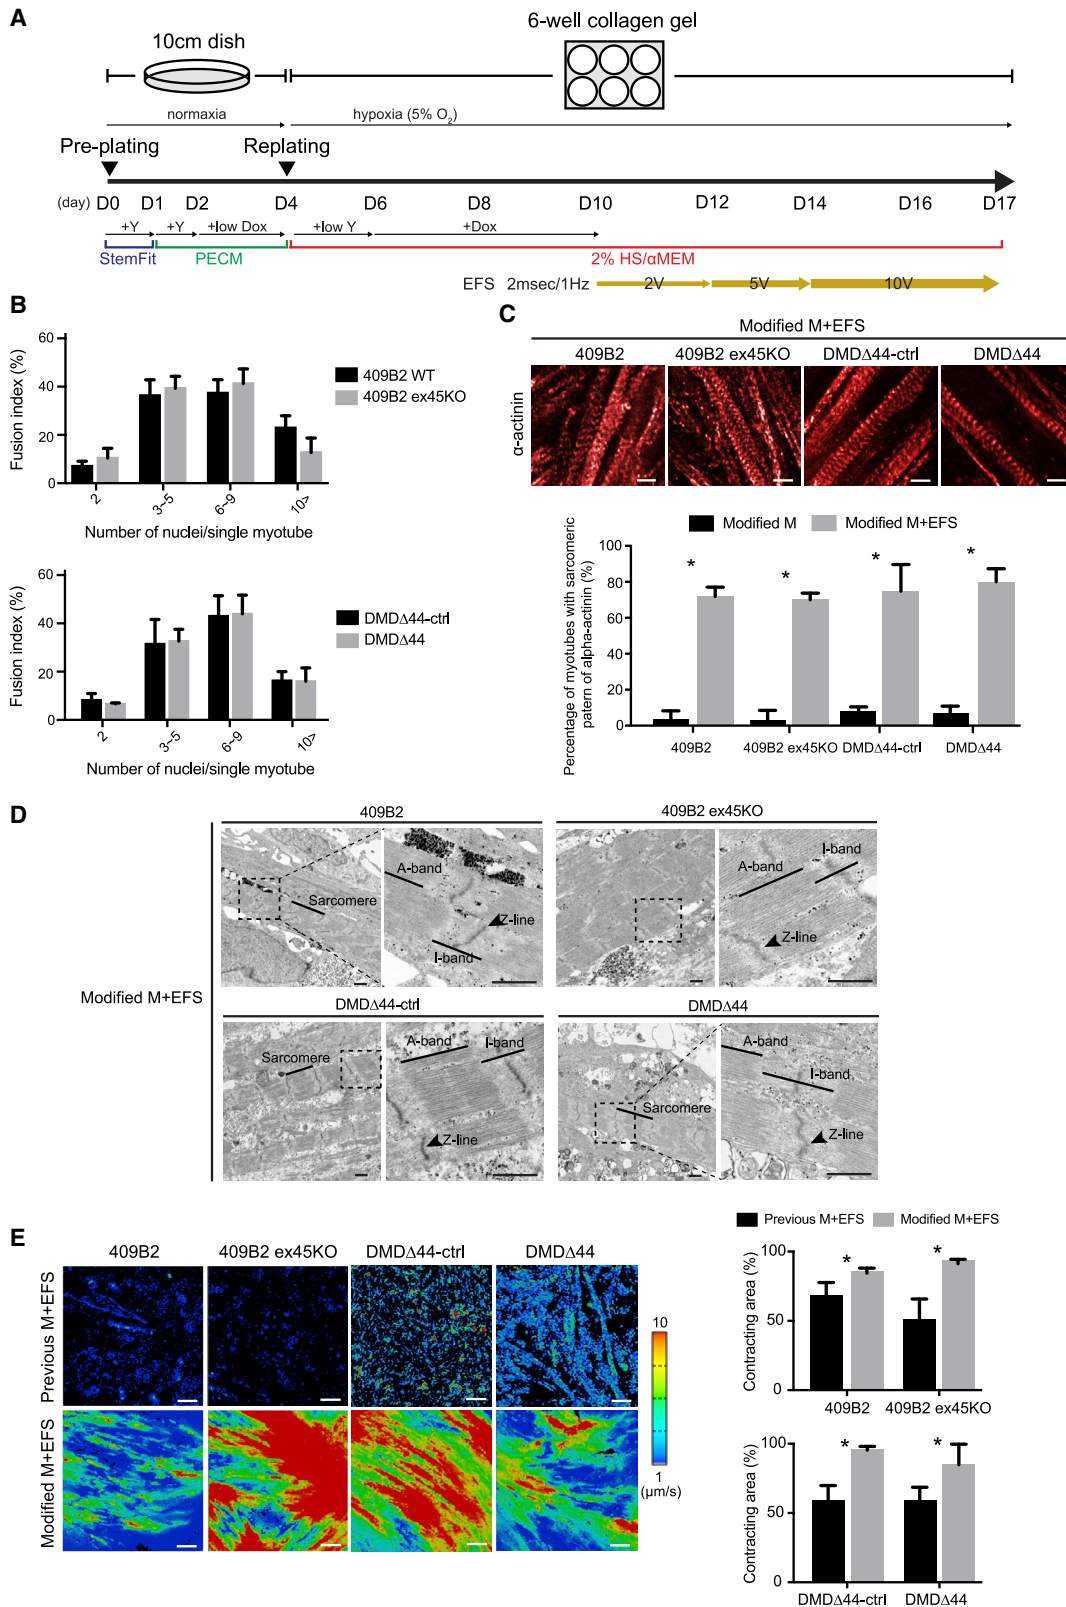 A
6-well collagen gel
10cm dish
normaxia
hypoxia (5% O2)
Pre-plating
Replating
(day) D0 D1 D2 D4 D6 D8 D10 D12 D14 D16 D17
+Y +Y +low Dox +low Y +Dox
StemFit PECM 2% HS/αMEM
EFS 2msec/1Hz 2V 5V 10V
B
Fusion index (%)
60
40
20
0
409B2 WT
409B2 ex45KO
2 3~5 6~9 10>
Number of nuclei/single myotube
Fusion index (%)
60
40
20
0
DMDΔ44-ctrl
DMDΔ44
2 3~5 6~9 10>
Number of nuclei/single myotube
C
Modified M+EFS
409B2 409B2 ex45KO DMDΔ44-ctrl DMDΔ44
α-actinin
Modified M Modified M+EFS
Percentage of myotubes with sarcomeric
patern of alpha-actinin (%)
100
80
60
40
20
0
* * * *
409B2 409B2 ex45KO DMDΔ44-ctrl DMDΔ44
D
409B2 409B2 ex45KO
Modified M+EFS
Sarcomere
A-band
Z-line
I-band
A-band
I-band
Z-line
DMDΔ44-ctrl DMDΔ44
Sarcomere
A-band
I-band
Z-line
Sarcomere
A-band
I-band
Z-line
E
409B2 409B2 ex45KO DMDΔ44-ctrl DMDΔ44
Previous M+EFS
Modified M+EFS
10
1
(μm/s)
Previous M+EFS Modified M+EFS
Contracting area (%)
100
50
0
* *
409B2 409B2 ex45KO
Contracting area (%)
100
50
0
* *
DMDΔ44-ctrl DMDΔ44